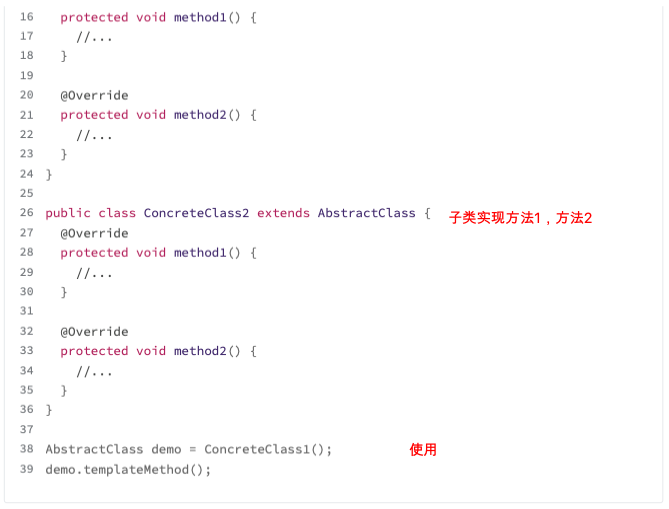 16 protected void method1() {
17 //...
18 }
19
20 @Override
21 protected void method2() {
22 //...
23 }
24 }
25
26 public class ConcreteClass2 extends AbstractClass { 子类实现方法1，方法2
27 @Override
28 protected void method1() {
29 //...
30 }
31
32 @Override
33 protected void method2() {
34 //...
35 }
36 }
37
38 AbstractClass demo = ConcreteClass1(); 使用
39 demo.templateMethod();